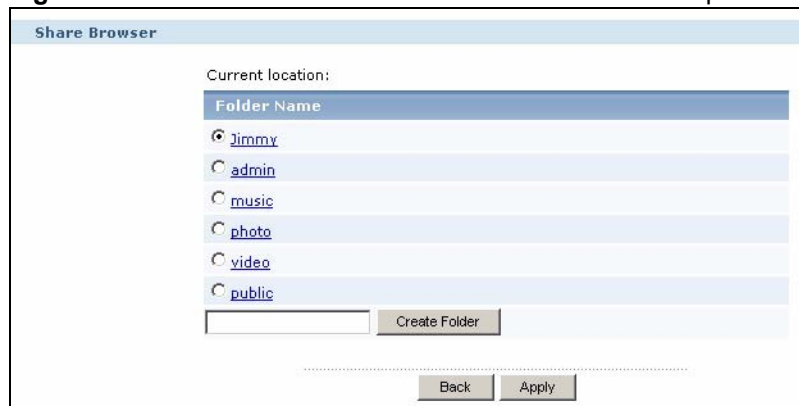 Share Browser
Current location:
Folder Name
Jimmy
admin
music
photo
video
public
Create Folder
Back Apply